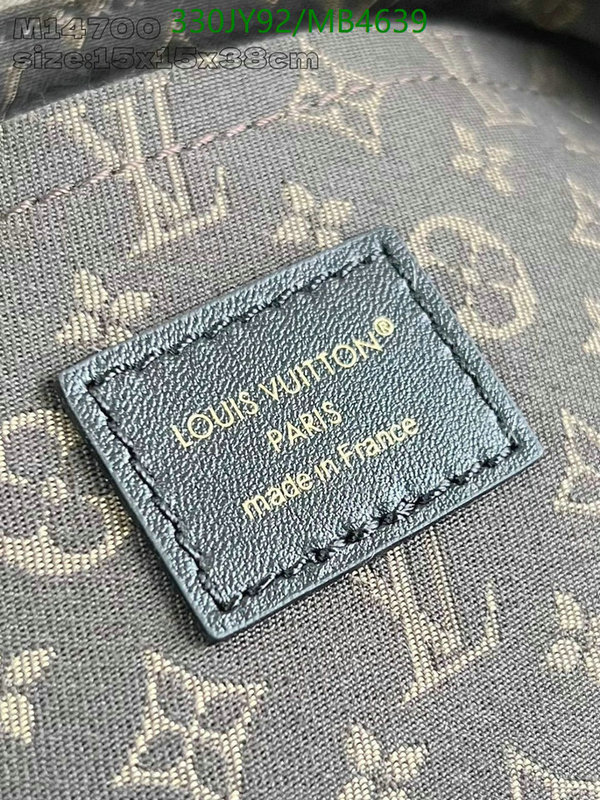 330JY92/MB4639
M14700
size:15x15x38cm
LOUIS VUITTON®
PARIS
made in France